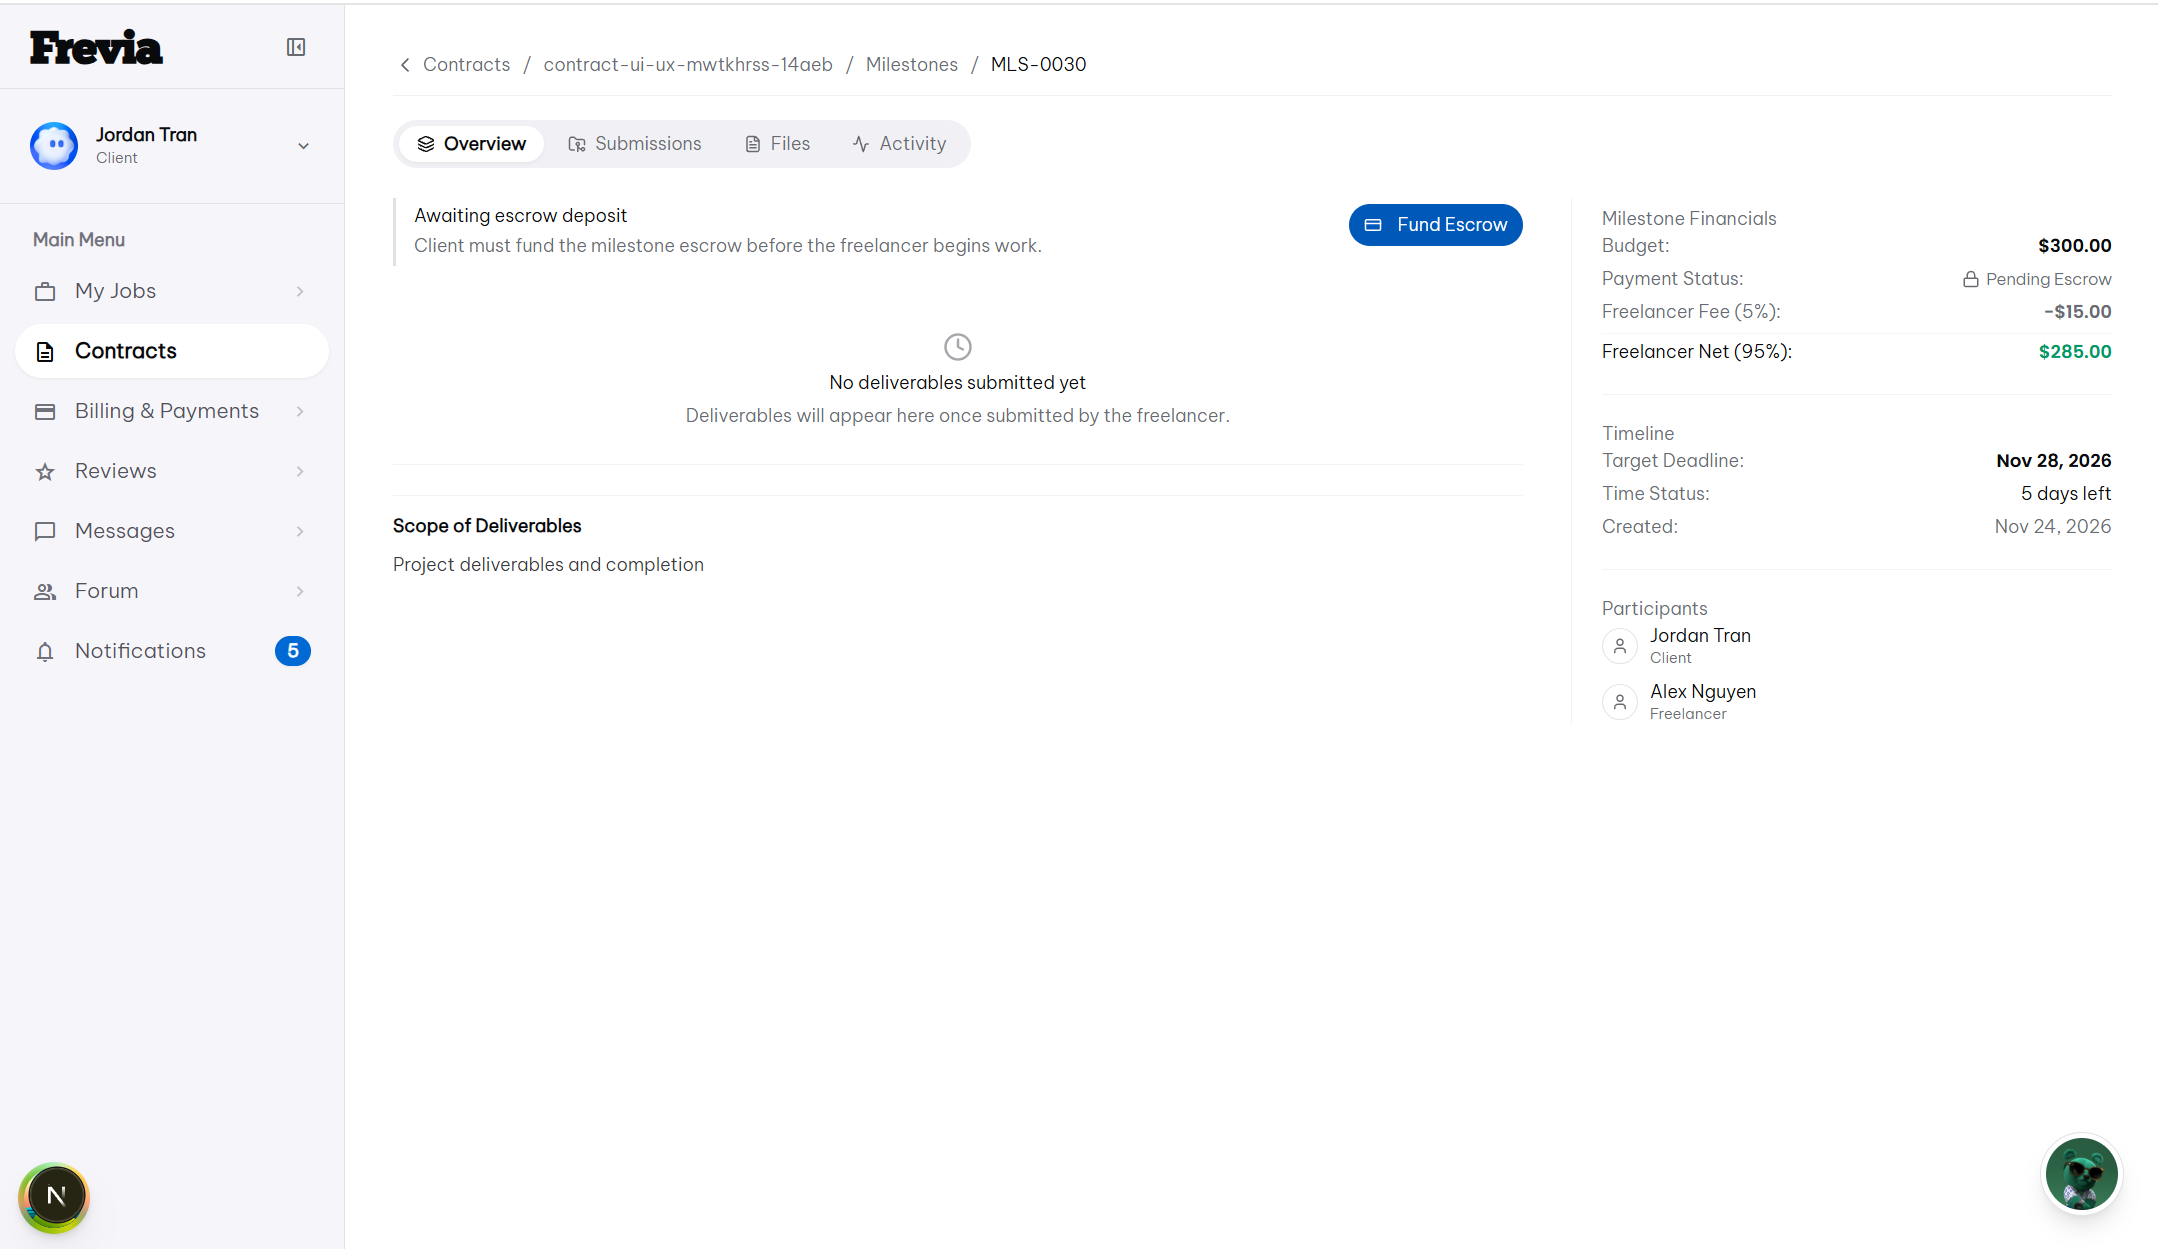 Frevia
Jordan Tran
Client
Main Menu
My Jobs
Contracts
Billing & Payments
Reviews
Messages
Forum
Notifications 5
N
Contracts / contract-ui-ux-mwtkhrss-14aeb / Milestones / MLS-0030
Overview Submissions Files Activity
Awaiting escrow deposit
Client must fund the milestone escrow before the freelancer begins work.
Fund Escrow
No deliverables submitted yet
Deliverables will appear here once submitted by the freelancer.
Scope of Deliverables
Project deliverables and completion
Milestone Financials
Budget: $300.00
Payment Status: Pending Escrow
Freelancer Fee (5%): -$15.00
Freelancer Net (95%): $285.00
Timeline
Target Deadline: Nov 28, 2026
Time Status: 5 days left
Created: Nov 24, 2026
Participants
Jordan Tran
Client
Alex Nguyen
Freelancer